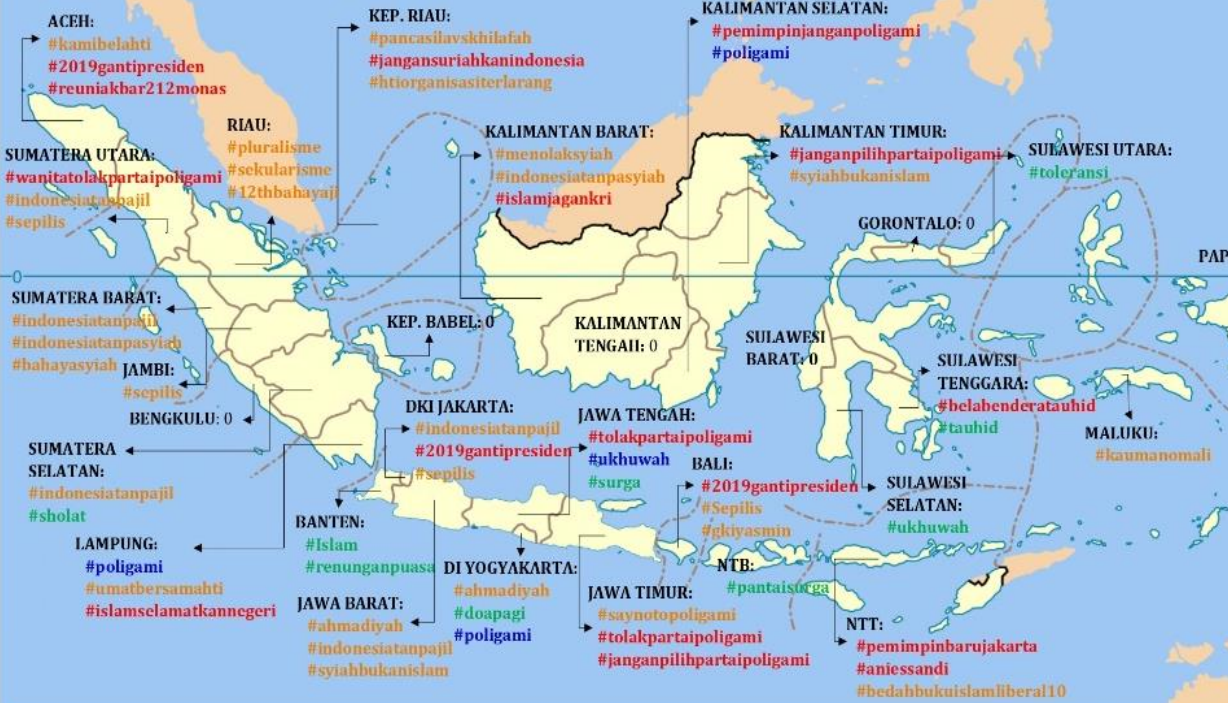 ACEH:
#kamibelahti
#2019gantipresiden
#reuniakbar212monas
KEP. RIAU:
#pancasilavskhilafah
#jangansuriahkanindonesia
#htiorganisasiterlarang
KALIMANTAN SELATAN:
#pemimpinjanganpoligami
#poligami
RIAU:
#pluralisme
#sekularisme
#12thbahayaji
SUMATERA UTARA:
#wanitatolakpartaipoligami
#indonesiatanpajil
#sepilis
KALIMANTAN BARAT:
#menolaksyiah
#indonesiatanpasyiah
#islamjagankri
KALIMANTAN TIMUR:
#janganpilihpartaipoligami
#syiahbukanislam
SULAWESI UTARA:
#toleransi
GORONTALO: 0
PAP
0
SUMATERA BARAT:
#indonesiatanpajil
#indonesiatanpasyiah
#bahayasyiah
JAMBI:
#sepilis
BENGKULU: 0
KEP. BABEL: 0
KALIMANTAN
TENGAH: 0
SULAWESI
BARAT: 0
SULAWESI
TENGGARA:
#belabenderatauhid
#tauhid
MALUKU:
#kaumanomali
SUMATERA
SELATAN:
#indonesiatanpajil
#sholat
DKI JAKARTA:
#indonesiatanpajil
#2019gantipresiden
#sepilis
JAWA TENGAH:
#tolakpartaipoligami
#ukhuwah
#surga
BALI:
#2019gantipresiden
#Sepilis
#gkiyasmin
SULAWESI
SELATAN:
#ukhuwah
LAMPUNG:
#poligami
#umatbersamahti
#islamselamatkannegeri
BANTEN:
#Islam
#renunganpuasa
JAWA BARAT:
#ahmadiyah
#indonesiatanpajil
#syiahbukanislam
DI YOGYAKARTA:
#ahmadiyah
#doapagi
#poligami
JAWA TIMUR:
#saynotopoligami
#tolakpartaipoligami
#janganpilihpartaipoligami
NTB:
#pantaisurga
NTT:
#pemimpinbarujakarta
#aniessandi
#bedahbukuislamliberal10